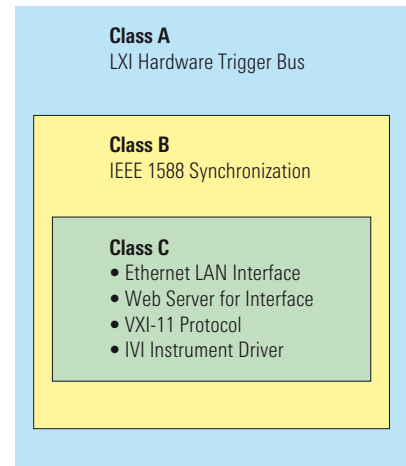 Class A
LXI Hardware Trigger Bus
Class B
IEEE 1588 Synchronization
Class C
• Ethernet LAN Interface
• Web Server for Interface
• VXI-11 Protocol
• IVI Instrument Driver